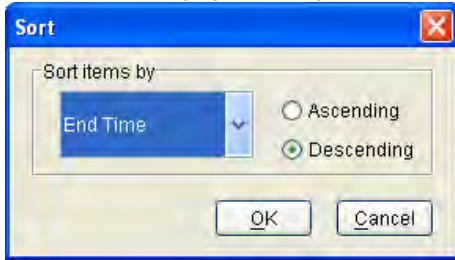 Sort
Sort items by
End Time
Ascending
Descending
OK
Cancel